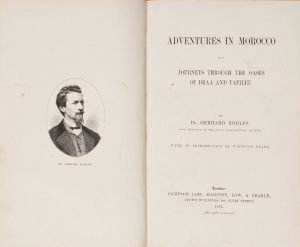 DR. GERHARD ROHLFS.
ADVENTURES IN MOROCCO
AND
JOURNEYS THROUGH THE OASES
OF DRAA AND TAFILET.
BY
DR. GERHARD ROHLFS,
WITH AN INTRODUCTION BY WINWOOD READE
London:
SAMPSON LOW, MARSTON, LOW, & SEARLE,
CROWN BUILDINGS, 188, FLEET STREET.
1874.
(All rights reserved.)